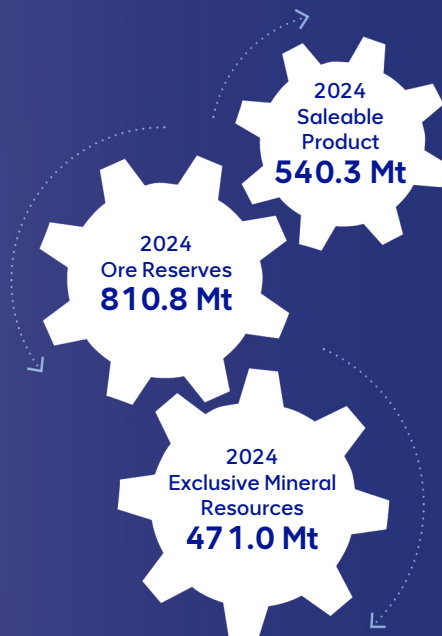 2024
Saleable
Product
540.3 Mt
2024
Ore Reserves
810.8 Mt
2024
Exclusive Mineral
Resources
471.0 Mt